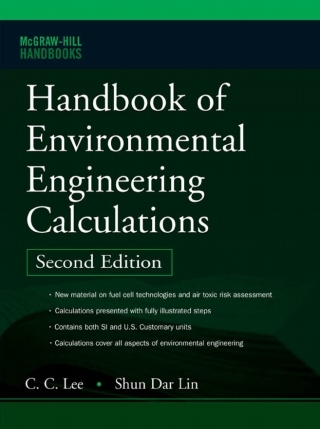 McGRAW-HILL
HANDBOOKS
Handbook of
Environmental
Engineering
Calculations
Second Edition
• New material on fuel cell technologies and air toxic risk assessment
• Calculations presented with fully illustrated steps
• Contains both SI and U.S. Customary units
• Calculations cover all aspects of environmental engineering
C. C. Lee • Shun Dar Lin